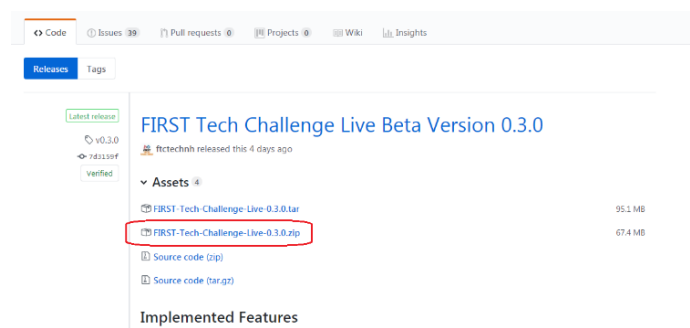 Code Issues 39 Pull requests 0 Projects 0 Wiki Insights
Releases Tags
Latest release
v0.3.0
7d3159f
Verified
FIRST Tech Challenge Live Beta Version 0.3.0
ftctechnh released this 4 days ago
Assets 4
FIRST-Tech-Challenge-Live-0.3.0.tar 95.1 MB
FIRST-Tech-Challenge-Live-0.3.0.zip 67.4 MB
Source code (zip)
Source code (tar.gz)
Implemented Features